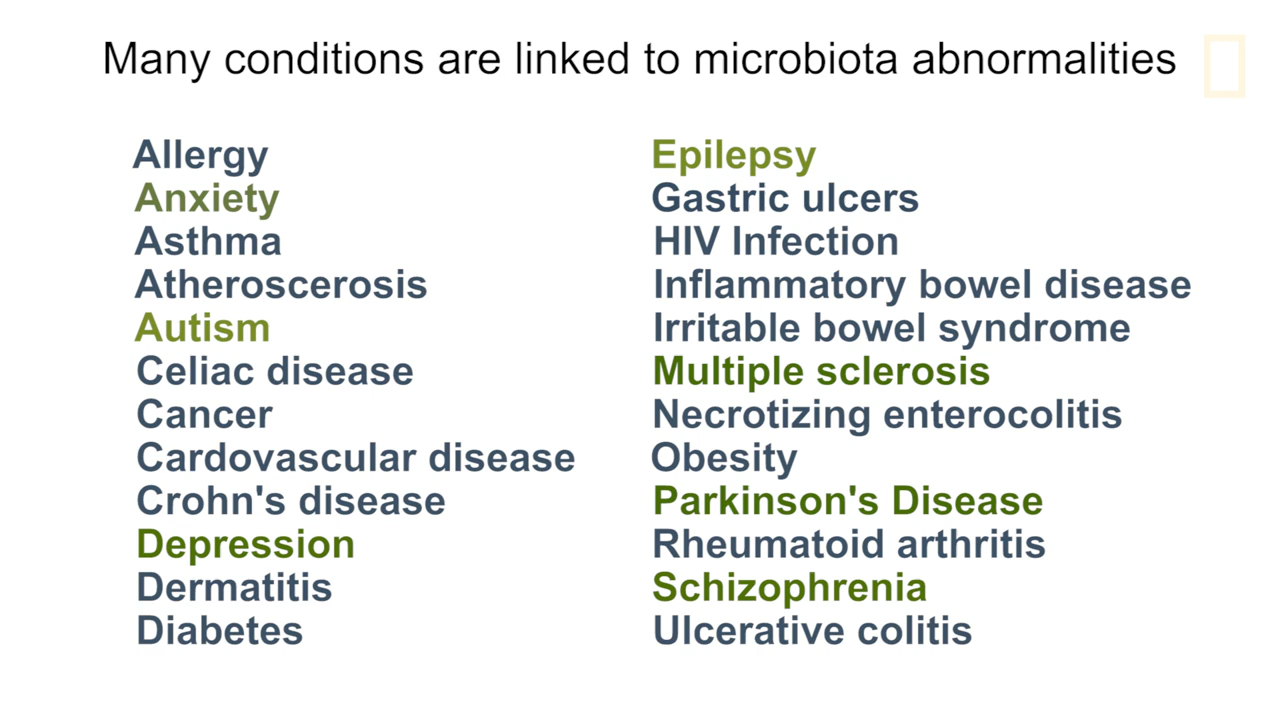 Many conditions are linked to microbiota abnormalities
Allergy
Anxiety
Asthma
Atheroscerosis
Autism
Celiac disease
Cancer
Cardovascular disease
Crohn's disease
Depression
Dermatitis
Diabetes
Epilepsy
Gastric ulcers
HIV Infection
Inflammatory bowel disease
Irritable bowel syndrome
Multiple sclerosis
Necrotizing enterocolitis
Obesity
Parkinson's Disease
Rheumatoid arthritis
Schizophrenia
Ulcerative colitis